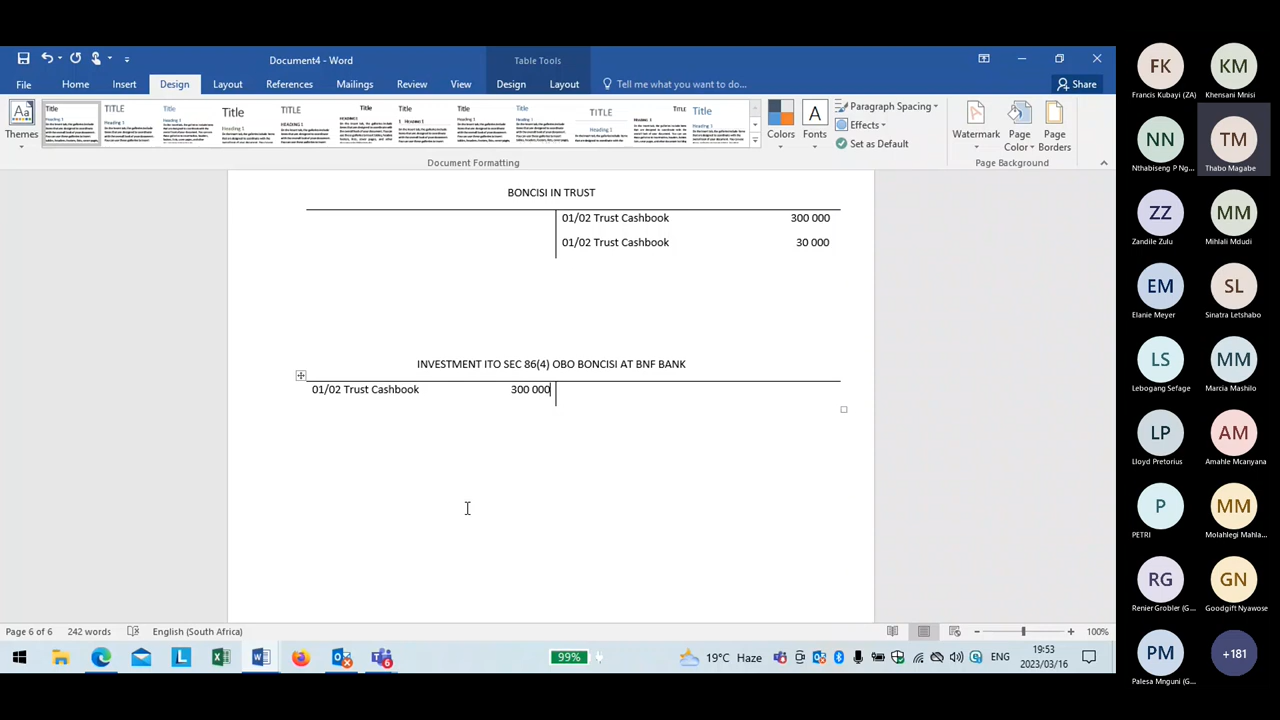 Document4 - Word
Table Tools
File
Home
Insert
Design
Layout
References
Mailings
Review
View
Design
Layout
Tell me what you want to do...
Share
Themes
Colors
Fonts
Paragraph Spacing
Effects
Set as Default
Watermark
Page Color
Page Borders
Document Formatting
Page Background
BONCISI IN TRUST
01/02 Trust Cashbook 300 000
01/02 Trust Cashbook 30 000
INVESTMENT ITO SEC 86(4) OBO BONCISI AT BNF BANK
01/02 Trust Cashbook 300 000
Page 6 of 6
242 words
English (South Africa)
100%
99%
19°C Haze
ENG
19:53
2023/03/16
FK
Francis Kubayi (ZA)
KM
Khensani Mnisi
NN
Nthabiseng P Ng...
TM
Thabo Magabe
ZZ
Zandile Zulu
MM
Mihlali Mdudi
EM
Elanie Meyer
SL
Sinatra Letshabo
LS
Lebogang Sefage
MM
Marcia Mashilo
LP
Lloyd Pretorius
AM
Amahle Mcanyana
P
PETRI
MM
Molahlegi Mahla...
RG
Renier Grobler (G...
GN
Goodgift Nyawose
PM
Palesa Mnguni (G...
+181